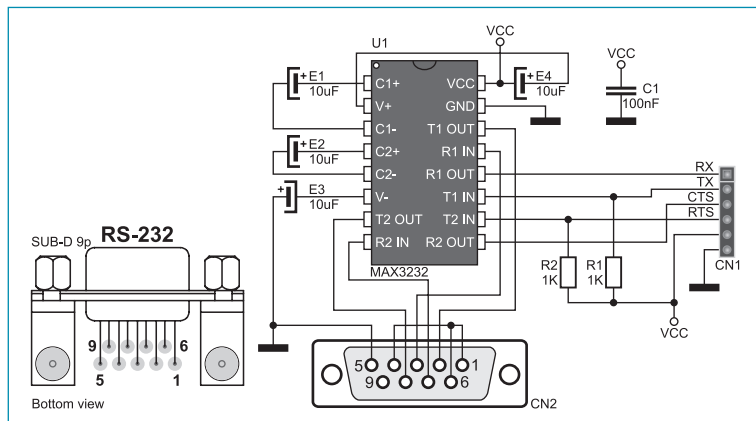 U1
VCC
VCC
E1
10uF
E4
10uF
C1
100nF
C1+
VCC
V+
GND
C1-
T1 OUT
E2
10uF
C2+
R1 IN
C2-
R1 OUT
E3
10uF
V-
T1 IN
T2 OUT
T2 IN
R2 IN
R2 OUT
MAX3232
RX
TX
CTS
RTS
CN1
R2
1K
R1
1K
VCC
SUB-D 9p
RS-232
9
6
5
1
Bottom view
5
1
9
6
CN2
+
+
+
+